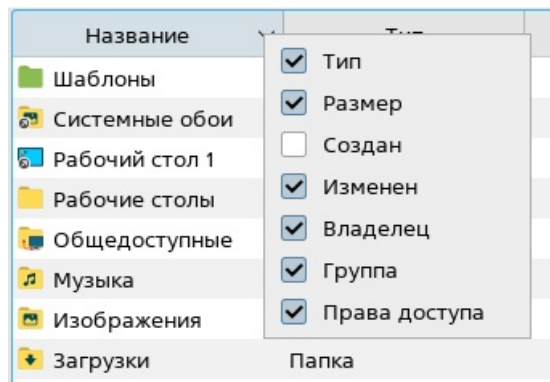 Название
Тип
Шаблоны
Тип
Системные обои
Размер
Рабочий стол 1
Создан
Рабочие столы
Изменен
Общедоступные
Владелец
Музыка
Группа
Изображения
Права доступа
Загрузки
Папка